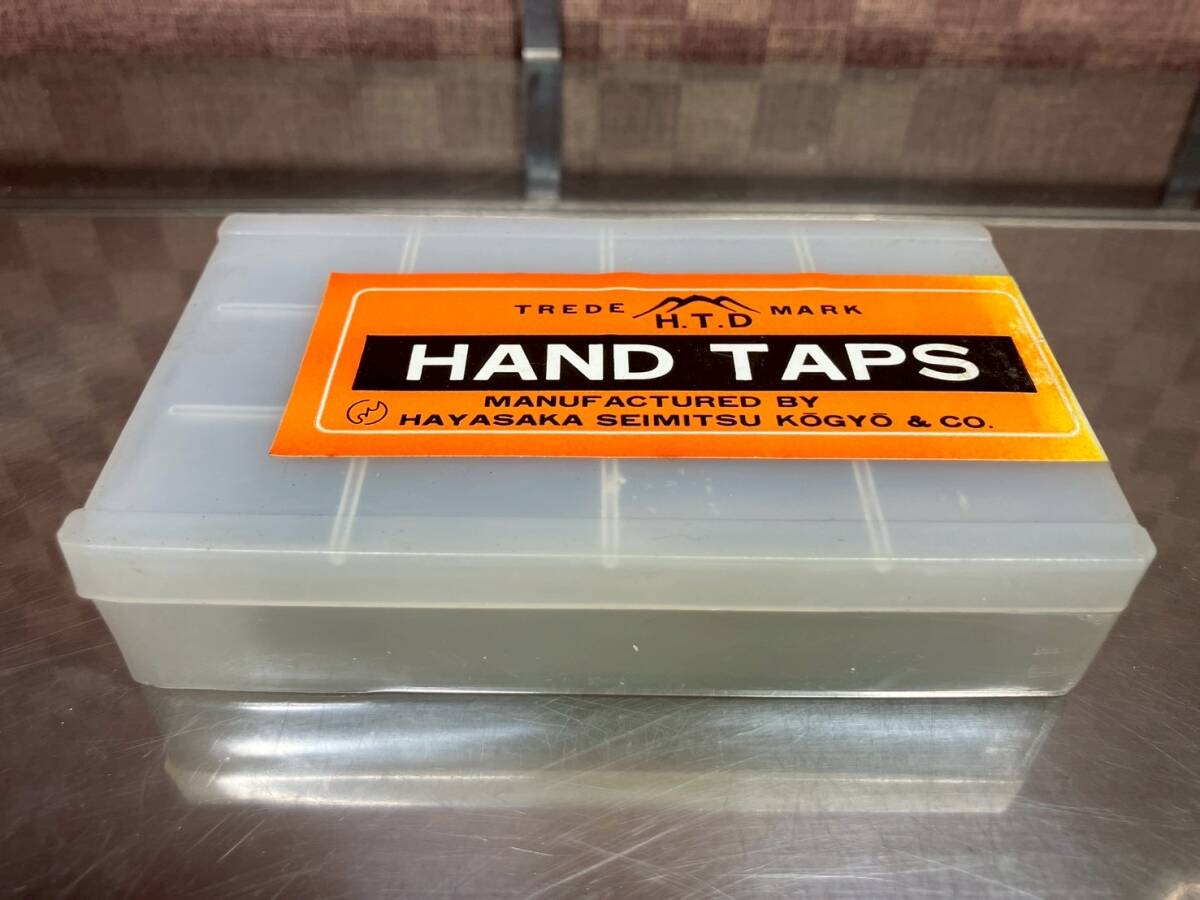 TREDE H.T.D MARK
HAND TAPS
MANUFACTURED BY
HAYASAKA SEIMITSU KŌGYŌ & CO.